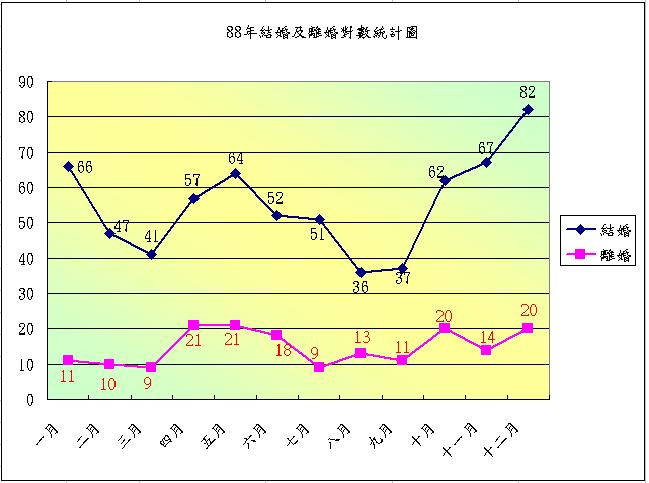 88年結婚及離婚對數統計圖
90
80
70
60
50
40
30
20
10
0
66
47
41
57
64
52
51
36
37
62
67
82
11
10
9
21
21
18
9
13
11
20
14
20
一月
二月
三月
四月
五月
六月
七月
八月
九月
十月
十一月
十二月
結婚
離婚